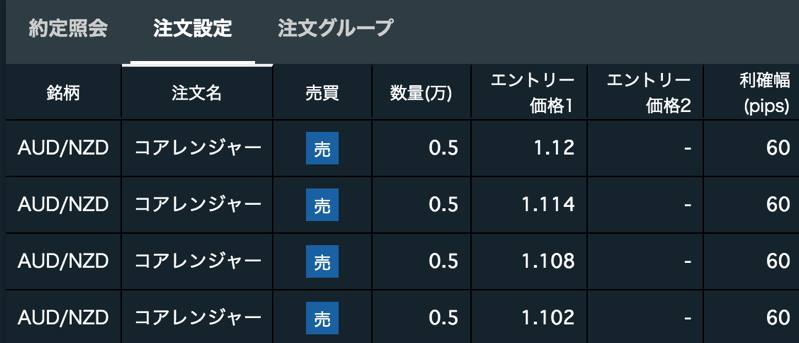 約定照会 注文設定 注文グループ
銘柄 注文名 売買 数量(万) エントリー価格1 エントリー価格2 利確幅(pips)
AUD/NZD コアレンジャー 売 0.5 1.12 - 60
AUD/NZD コアレンジャー 売 0.5 1.114 - 60
AUD/NZD コアレンジャー 売 0.5 1.108 - 60
AUD/NZD コアレンジャー 売 0.5 1.102 - 60